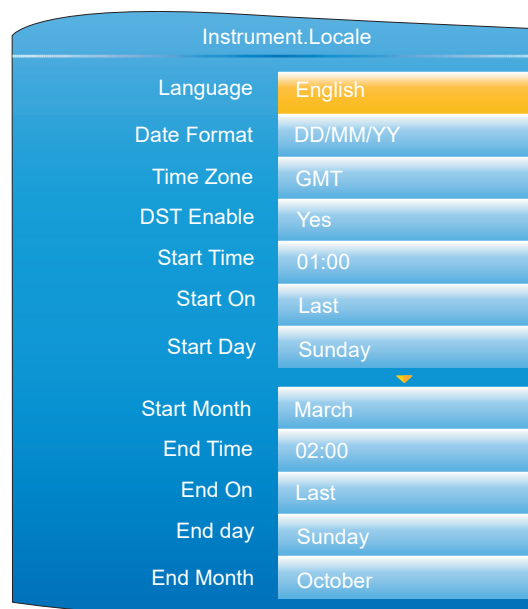 Instrument.Locale
Language English
Date Format DD/MM/YY
Time Zone GMT
DST Enable Yes
Start Time 01:00
Start On Last
Start Day Sunday
Start Month March
End Time 02:00
End On Last
End day Sunday
End Month October